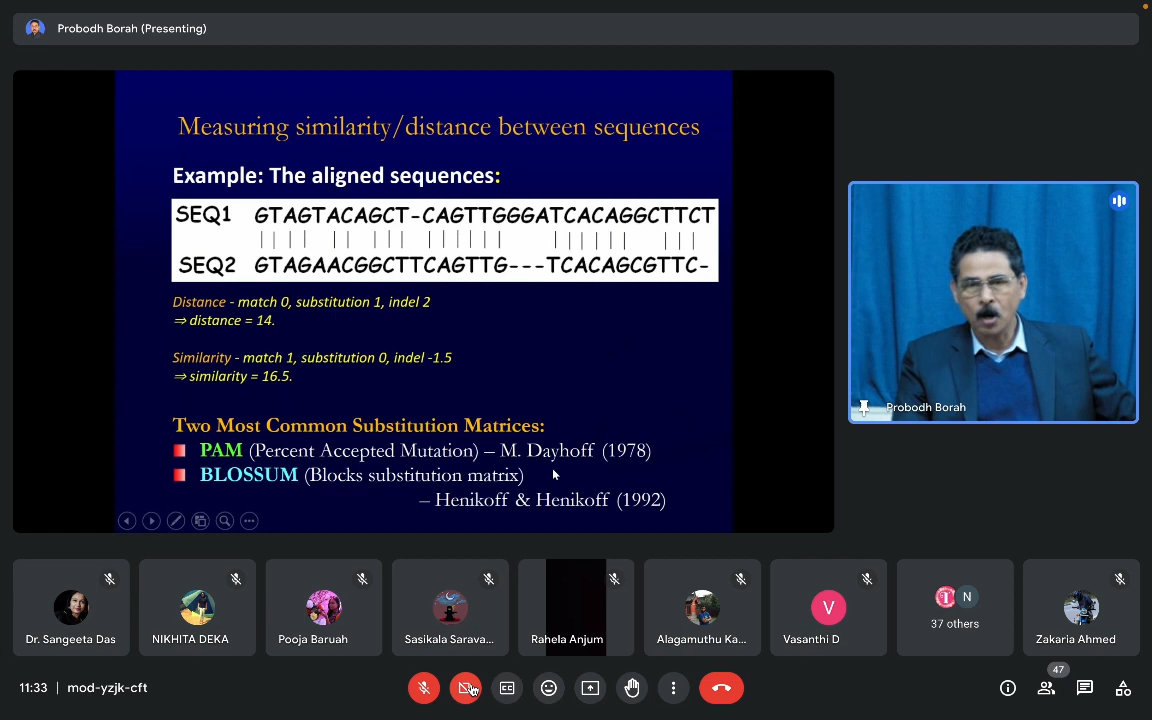 Probodh Borah (Presenting)
Measuring similarity/distance between sequences
Example: The aligned sequences:
SEQ1 GTAGTACAGCT-CAGTTGGGATCACAGGCTTCT
SEQ2 GTAGAACGGCTTCAGTTG---TCACAGCGTTC-
Distance - match 0, substitution 1, indel 2
⇒ distance = 14.
Similarity - match 1, substitution 0, indel -1.5
⇒ similarity = 16.5.
Two Most Common Substitution Matrices:
PAM (Percent Accepted Mutation) – M. Dayhoff (1978)
BLOSSUM (Blocks substitution matrix)
– Henikoff & Henikoff (1992)
Probodh Borah
Dr. Sangeeta Das
NIKHITA DEKA
Pooja Baruah
Sasikala Sarava...
Rahela Anjum
Alagamuthu Ka...
V
Vasanthi D
T N
37 others
Zakaria Ahmed
11:33 | mod-yzjk-cft
CC
47